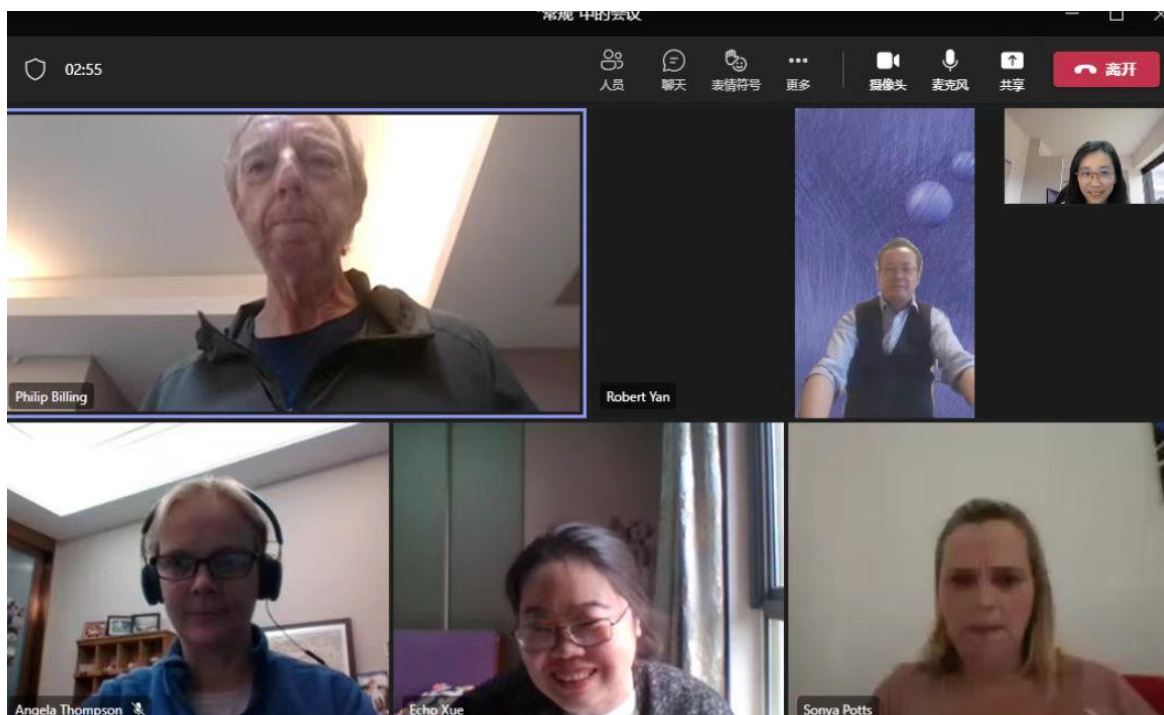 "常规"中的会议
02:55
人员
聊天
表情符号
更多
摄像头
麦克风
共享
离开
Philip Billing
Robert Yan
Angela Thompson
Echo Xue
Sonya Potts